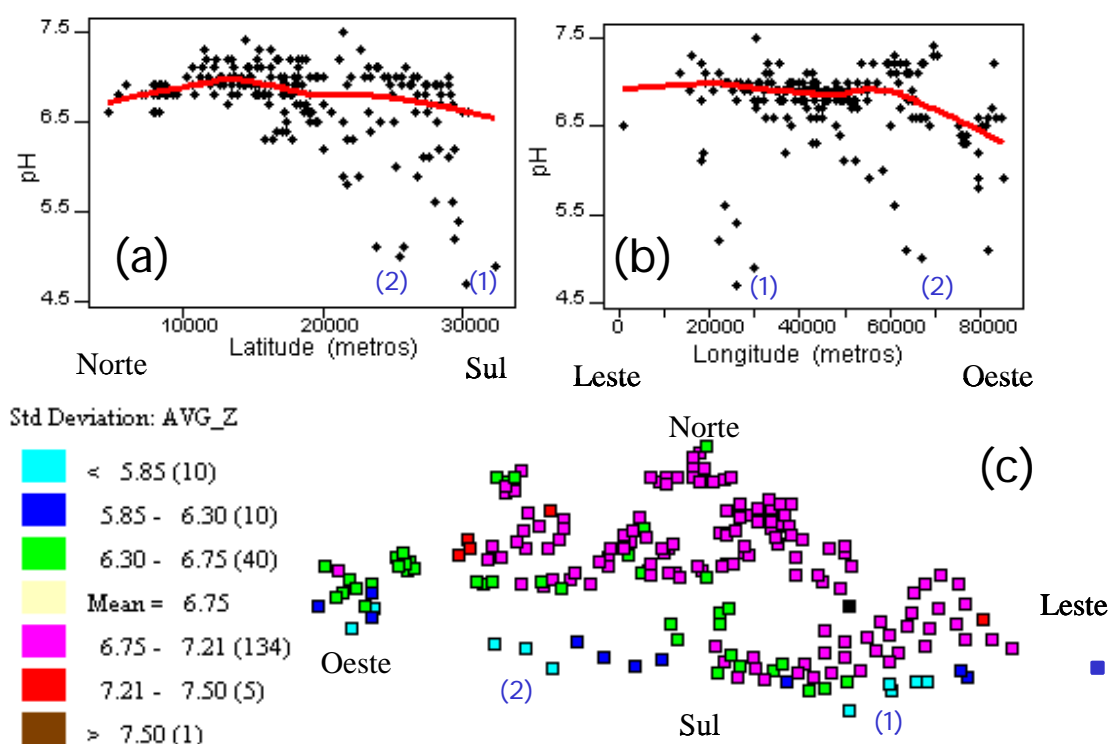 7.5
6.5
5.5
4.5
pH
(a)
(2)
(1)
10000 20000 30000
Latitude (metros)
Norte
Sul
7.5
6.5
5.5
4.5
pH
(b)
(1)
(2)
0 20000 40000 60000 80000
Longitude (metros)
Leste
Oeste
Std Deviation: AVG_Z
< 5.85 (10)
5.85 - 6.30 (10)
6.30 - 6.75 (40)
Mean = 6.75
6.75 - 7.21 (134)
7.21 - 7.50 (5)
> 7.50 (1)
Norte
(c)
Leste
Oeste
(2)
Sul
(1)